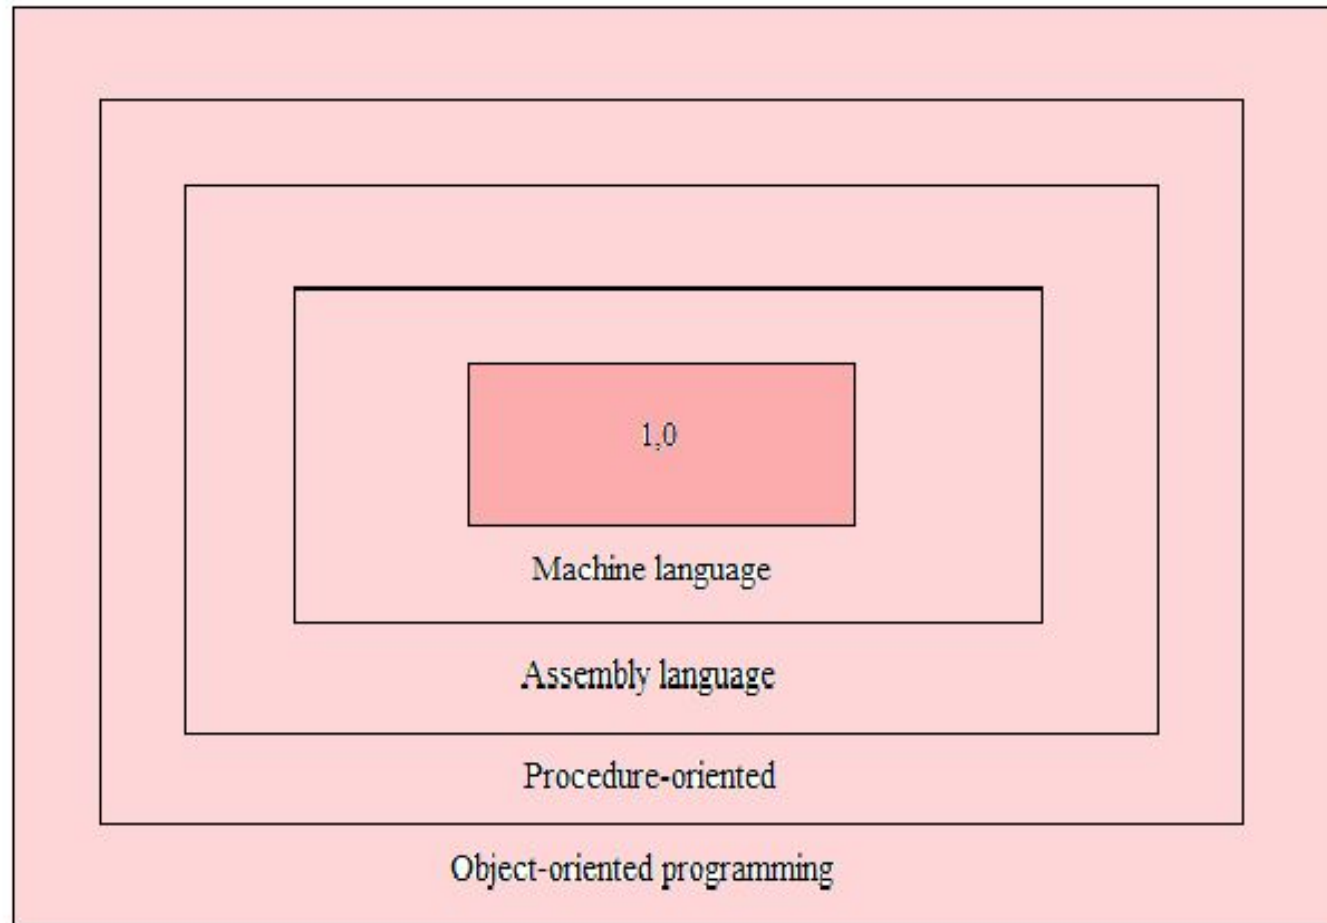 1,0
Machine language
Assembly language
Procedure-oriented
Object-oriented programming